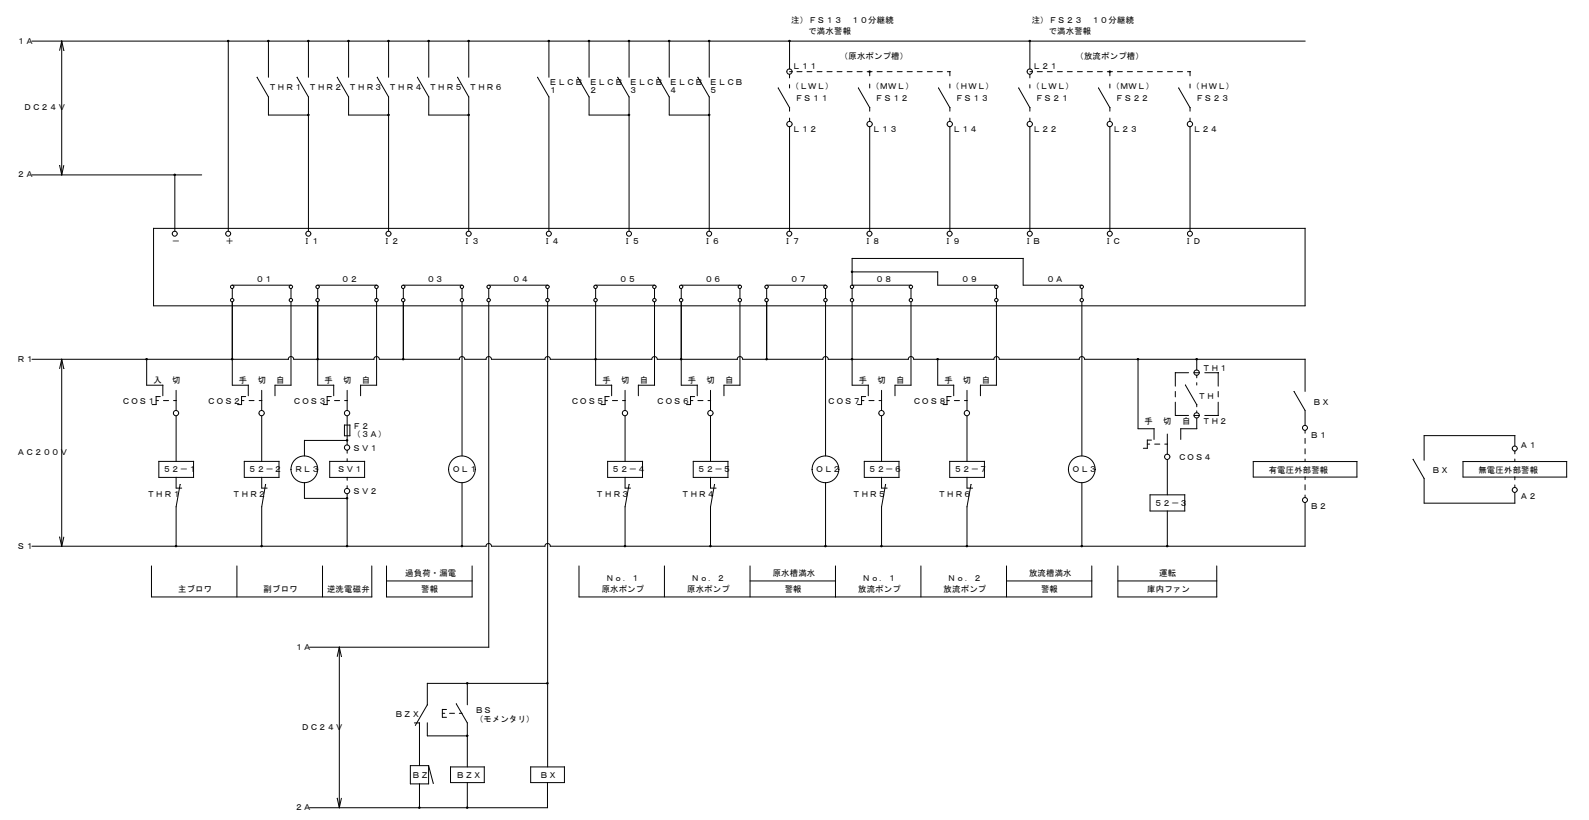 注）ＦＳ１３　１０分継続
で満水警報
注）ＦＳ２３　１０分継続
で満水警報
１Ａ
（原水ポンプ槽）
（放流ポンプ槽）
Ｌ１１
Ｌ２１
ＴＨＲ１
ＴＨＲ２
ＴＨＲ３
ＴＨＲ４
ＴＨＲ５
ＴＨＲ６
ＥＬＣＢ
１
ＥＬＣＢ
２
ＥＬＣＢ
３
ＥＬＣＢ
４
ＥＬＣＢ
５
（ＬＷＬ）
ＦＳ１１
（ＭＷＬ）
ＦＳ１２
（ＨＷＬ）
ＦＳ１３
（ＬＷＬ）
ＦＳ２１
（ＭＷＬ）
ＦＳ２２
（ＨＷＬ）
ＦＳ２３
ＤＣ２４Ｖ
Ｌ１２
Ｌ１３
Ｌ１４
Ｌ２２
Ｌ２３
Ｌ２４
２Ａ
－
＋
Ｉ１
Ｉ２
Ｉ３
Ｉ４
Ｉ５
Ｉ６
Ｉ７
Ｉ８
Ｉ９
ＩＢ
ＩＣ
ＩＤ
０１
０２
０３
０４
０５
０６
０７
０８
０９
０Ａ
Ｒ１
入　切
手　切　自
手　切　自
手　切　自
手　切　自
手　切　自
手　切　自
ＴＨ１
ＴＨ
ＴＨ２
ＣＯＳ１
ＣＯＳ２
ＣＯＳ３
ＣＯＳ５
ＣＯＳ６
ＣＯＳ７
ＣＯＳ８
手　切　自
ＣＯＳ４
ＢＸ
Ｂ１
Ｆ２
（３Ａ）
ＳＶ１
ＡＣ２００Ｖ
５２－１
５２－２
ＲＬ３
ＳＶ１
ＯＬ１
５２－４
５２－５
ＯＬ２
５２－６
５２－７
ＯＬ３
有電圧外部警報
ＢＸ
Ａ１
無電圧外部警報
Ａ２
ＴＨＲ１
ＴＨＲ２
ＳＶ２
ＴＨＲ３
ＴＨＲ４
ＴＨＲ５
ＴＨＲ６
５２－３
Ｂ２
Ｓ１
主ブロワ
副ブロワ
逆洗電磁弁
過負荷・漏電
警報
Ｎｏ．１
原水ポンプ
Ｎｏ．２
原水ポンプ
原水槽満水
警報
Ｎｏ．１
放流ポンプ
Ｎｏ．２
放流ポンプ
放流槽満水
警報
運転
庫内ファン
１Ａ
ＤＣ２４Ｖ
ＢＺＸ
ＢＳ
（モメンタリ）
ＢＺ
ＢＺＸ
ＢＸ
２Ａ